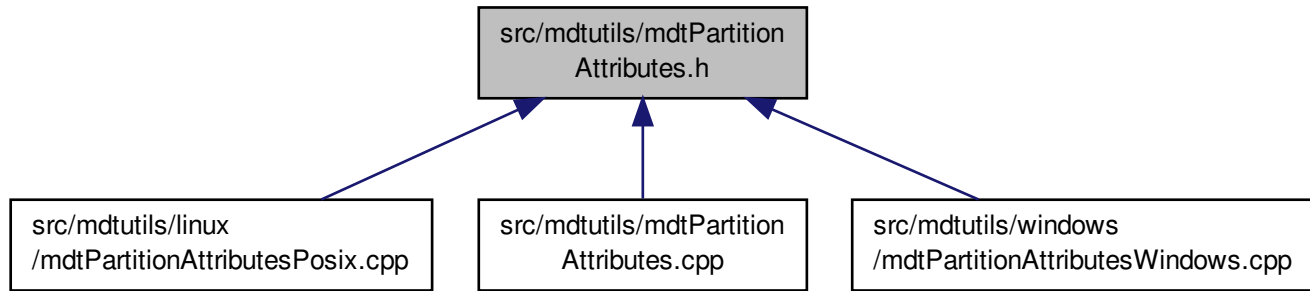 src/mdtutils/mdtPartition
Attributes.h
src/mdtutils/linux
/mdtPartitionAttributesPosix.cpp
src/mdtutils/mdtPartition
Attributes.cpp
src/mdtutils/windows
/mdtPartitionAttributesWindows.cpp